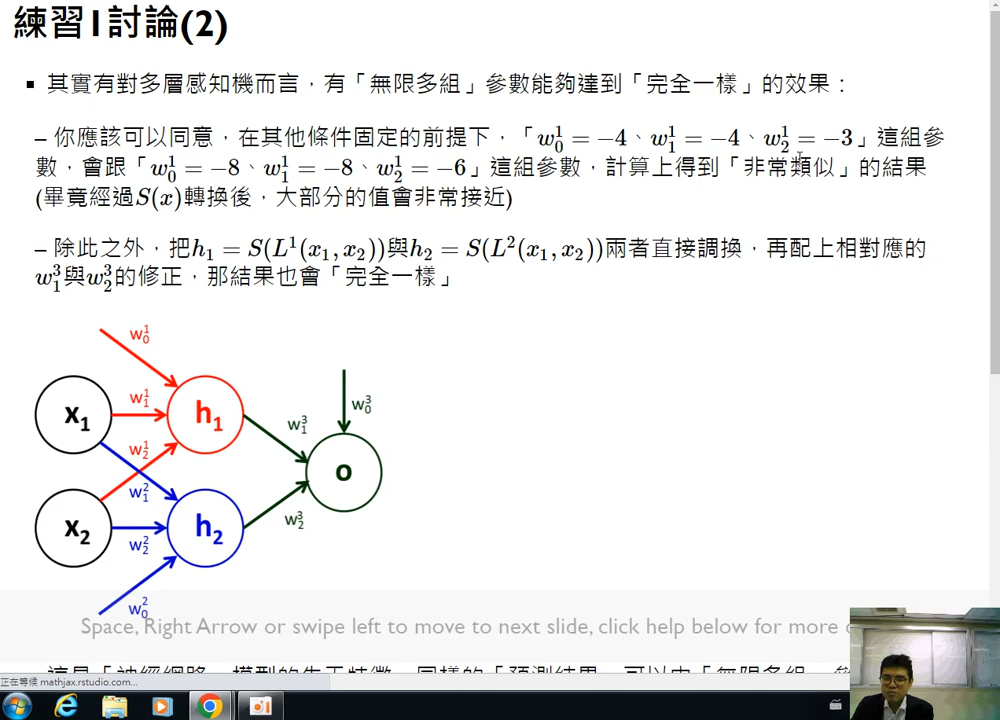 練習1討論(2)
▪ 其實有對多層感知機而言，有「無限多組」參數能夠達到「完全一樣」的效果：
– 你應該可以同意，在其他條件固定的前提下，「w₀¹ = −4、w₁¹ = −4、w₂¹ = −3」這組參
數，會跟「w₀¹ = −8、w₁¹ = −8、w₂¹ = −6」這組參數，計算上得到「非常類似」的結果
(畢竟經過S(x)轉換後，大部分的值會非常接近)
– 除此之外，把h₁ = S(L¹(x₁, x₂))與h₂ = S(L²(x₁, x₂))兩者直接調換，再配上相對應的
w₁³與w₂³的修正，那結果也會「完全一樣」
w₀¹
x₁
w₁¹
h₁
w₀³
w₁³
w₂¹
o
w₁²
x₂
w₂²
h₂
w₂³
w₀²
Space, Right Arrow or swipe left to move to next slide, click help below for more
正在等候 mathjax.rstudio.com...